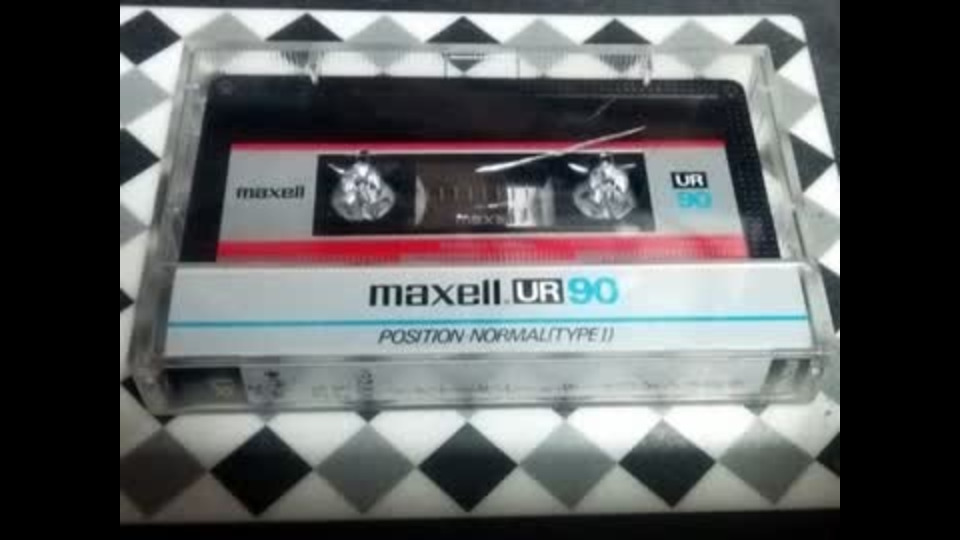 maxell
UR
90
maxell
maxell UR 90
POSITION·NORMAL(TYPE I)